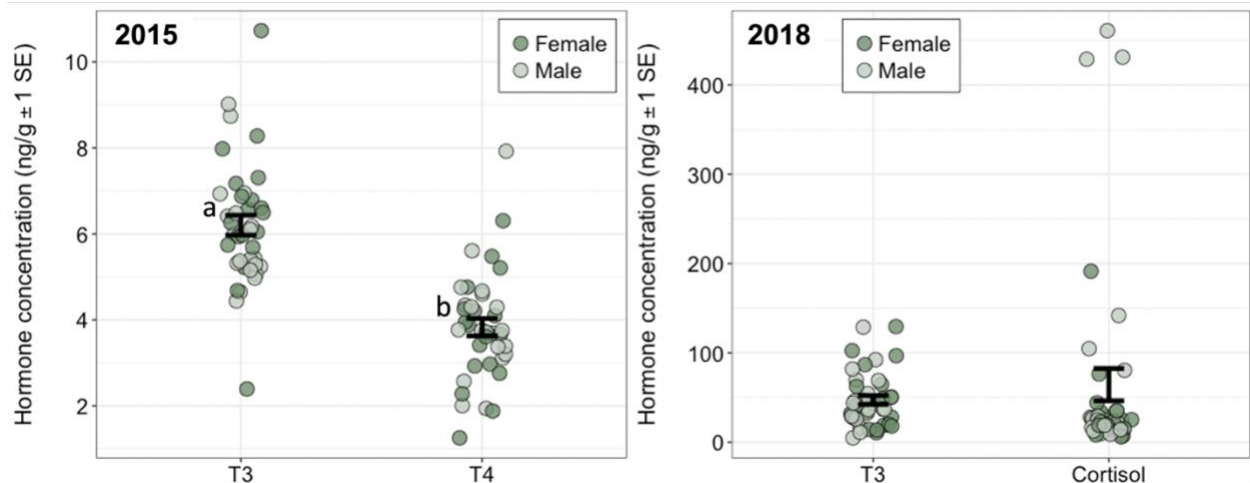 Hormone concentration (ng/g ± 1 SE)
2015
Female
Male
10
8
6
4
2
a
b
T3
T4
Hormone concentration (ng/g ± 1 SE)
2018
Female
Male
400
300
200
100
0
T3
Cortisol